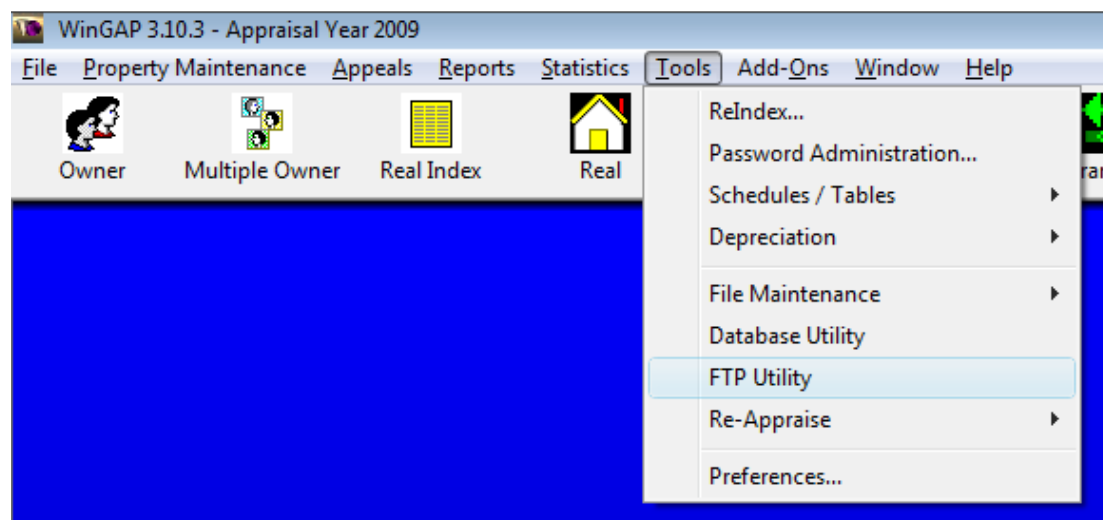 WinGAP 3.10.3 - Appraisal Year 2009
File Property Maintenance Appeals Reports Statistics Tools Add-Ons Window Help
Owner Multiple Owner Real Index Real
ReIndex...
Password Administration...
Schedules / Tables
Depreciation
File Maintenance
Database Utility
FTP Utility
Re-Appraise
Preferences...